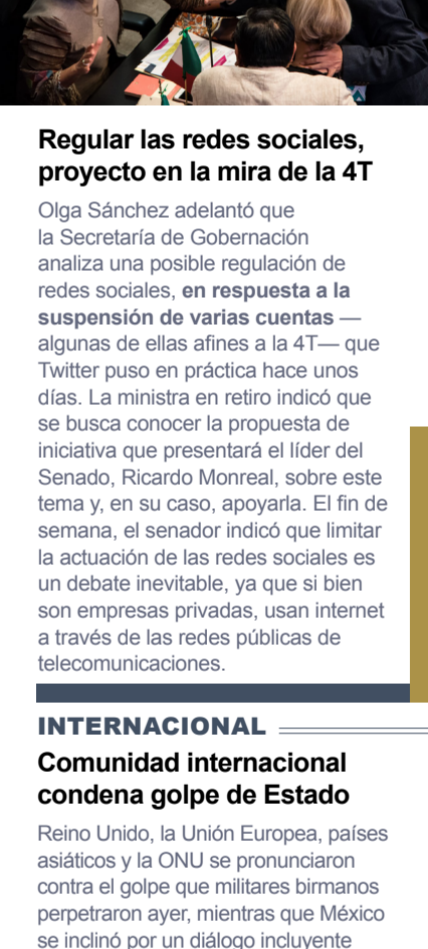 Regular las redes sociales,
proyecto en la mira de la 4T
Olga Sánchez adelantó que
la Secretaría de Gobernación
analiza una posible regulación de
redes sociales, en respuesta a la
suspensión de varias cuentas —
algunas de ellas afines a la 4T— que
Twitter puso en práctica hace unos
días. La ministra en retiro indicó que
se busca conocer la propuesta de
iniciativa que presentará el líder del
Senado, Ricardo Monreal, sobre este
tema y, en su caso, apoyarla. El fin de
semana, el senador indicó que limitar
la actuación de las redes sociales es
un debate inevitable, ya que si bien
son empresas privadas, usan internet
a través de las redes públicas de
telecomunicaciones.
INTERNACIONAL
Comunidad internacional
condena golpe de Estado
Reino Unido, la Unión Europea, países
asiáticos y la ONU se pronunciaron
contra el golpe que militares birmanos
perpetraron ayer, mientras que México
se inclinó por un diálogo incluyente